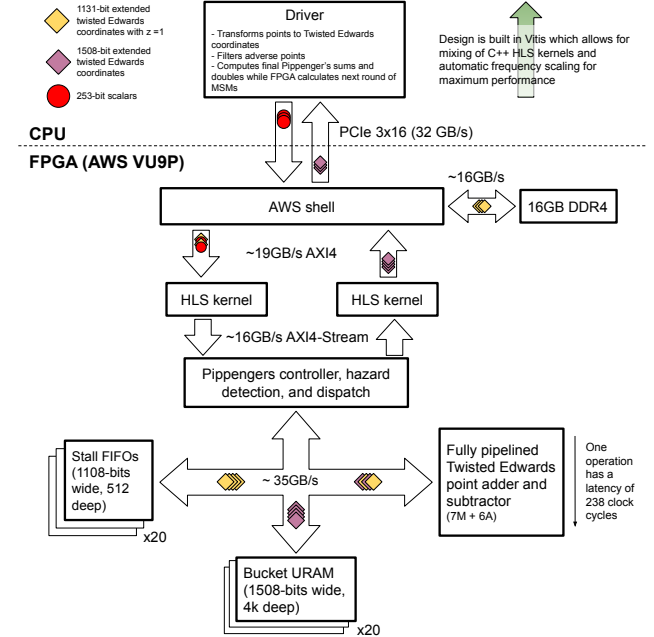 1131-bit extended
twisted Edwards
coordinates with z =1
1508-bit extended
twisted Edwards
coordinates
253-bit scalars
Driver
- Transforms points to Twisted Edwards
coordinates
- Filters adverse points
- Computes final Pippenger's sums and
doubles while FPGA calculates next round of
MSMs
Design is built in Vitis which allows for
mixing of C++ HLS kernels and
automatic frequency scaling for
maximum performance
PCIe 3x16 (32 GB/s)
CPU
FPGA (AWS VU9P)
~16GB/s
AWS shell
16GB DDR4
~19GB/s AXI4
HLS kernel
HLS kernel
~16GB/s AXI4-Stream
Pippengers controller, hazard
detection, and dispatch
Stall FIFOs
(1108-bits
wide, 512
deep)
x20
~ 35GB/s
Fully pipelined
Twisted Edwards
point adder and
subtractor
(7M + 6A)
One
operation
has a
latency of
238 clock
cycles
Bucket URAM
(1508-bits wide,
4k deep)
x20